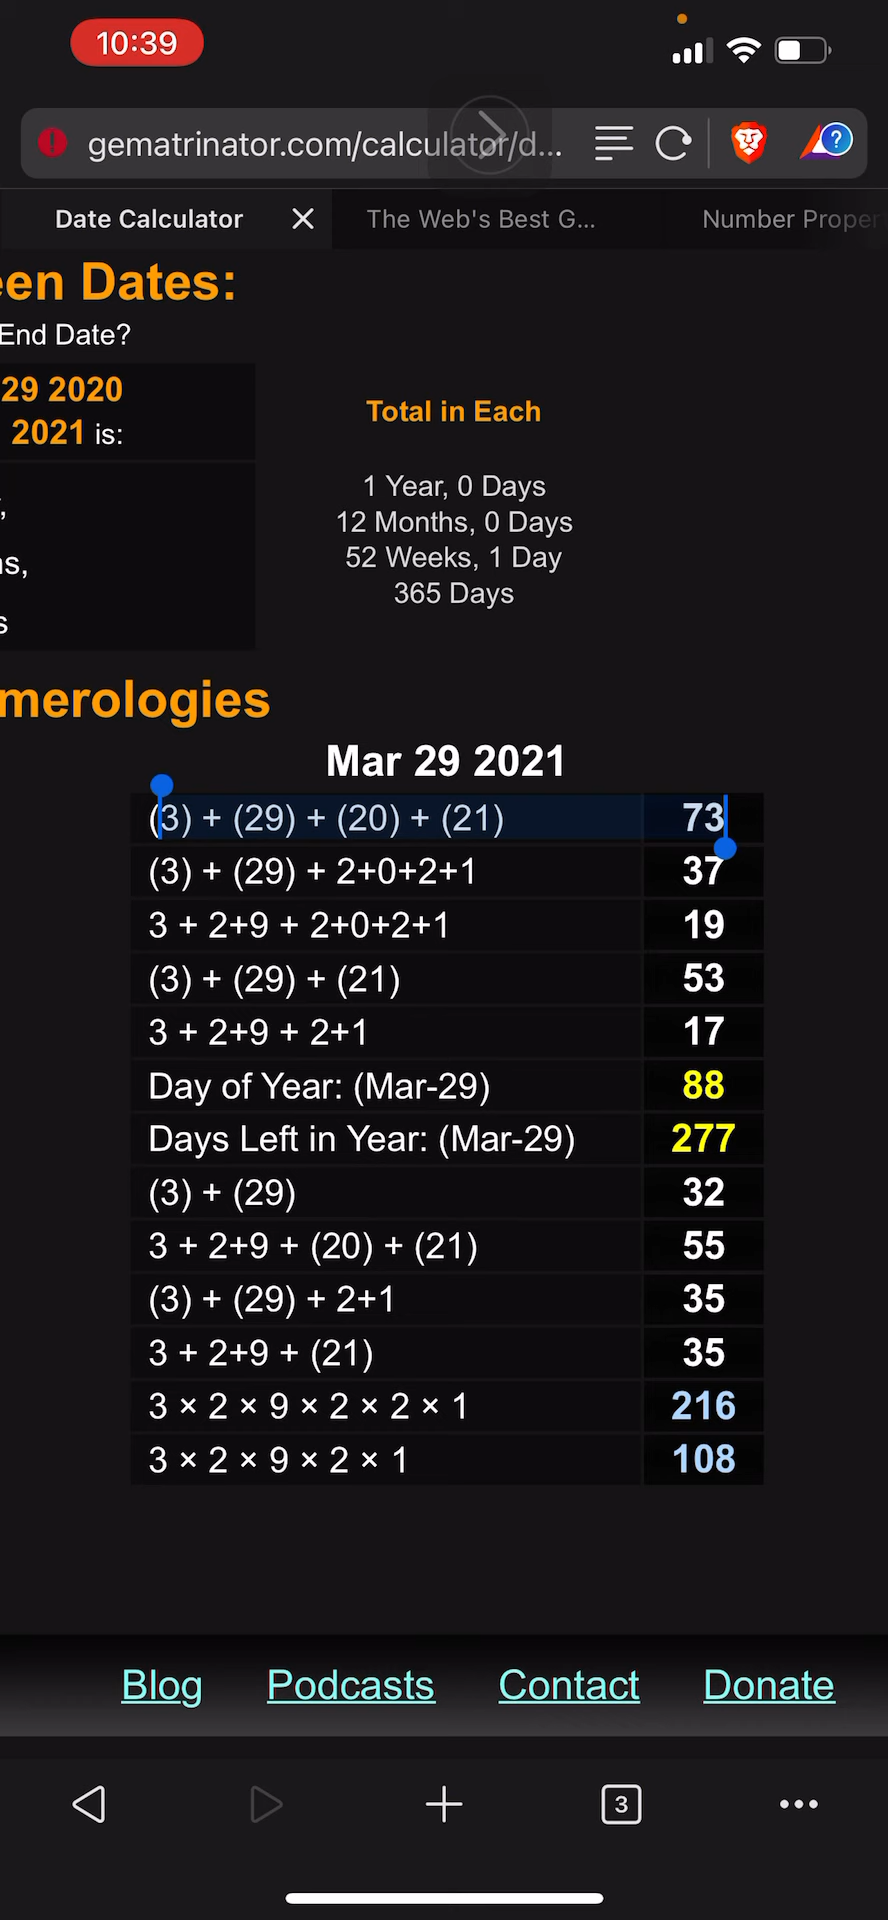 10:39
gematrinator.com/calculator/d...
Date Calculator
The Web's Best G...
Number Proper
een Dates:
End Date?
29 2020
2021 is:
Total in Each
1 Year, 0 Days
12 Months, 0 Days
52 Weeks, 1 Day
365 Days
merologies
Mar 29 2021
(3) + (29) + (20) + (21) 73
(3) + (29) + 2+0+2+1 37
3 + 2+9 + 2+0+2+1 19
(3) + (29) + (21) 53
3 + 2+9 + 2+1 17
Day of Year: (Mar-29) 88
Days Left in Year: (Mar-29) 277
(3) + (29) 32
3 + 2+9 + (20) + (21) 55
(3) + (29) + 2+1 35
3 + 2+9 + (21) 35
3 × 2 × 9 × 2 × 2 × 1 216
3 × 2 × 9 × 2 × 1 108
Blog Podcasts Contact Donate
3